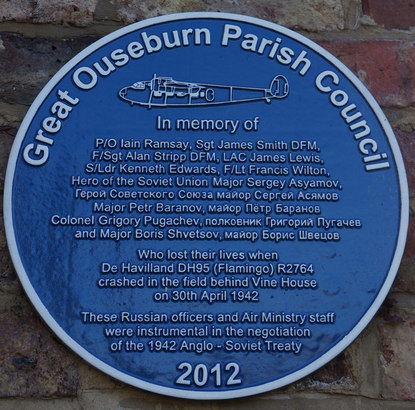 Great Ouseburn Parish Council
In memory of
P/O Iain Ramsay, Sgt James Smith DFM,
F/Sgt Alan Stripp DFM, LAC James Lewis,
S/Ldr Kenneth Edwards, F/Lt Francis Wilton,
Hero of the Soviet Union Major Sergey Asyamov,
Герой Советского Союза майор Сергей Асямов
Major Petr Baranov, майор Пётр Баранов
Colonel Grigory Pugachev, полковник Григорий Пугачев
and Major Boris Shvetsov, майор Борис Швецов
Who lost their lives when
De Havilland DH95 (Flamingo) R2764
crashed in the field behind Vine House
on 30th April 1942
These Russian officers and Air Ministry staff
were instrumental in the negotiation
of the 1942 Anglo - Soviet Treaty
2012